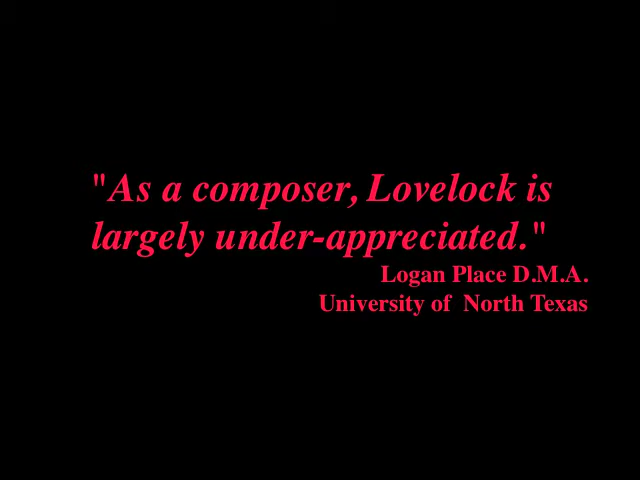 "As a composer, Lovelock is
largely under-appreciated."
Logan Place D.M.A.
University of  North Texas